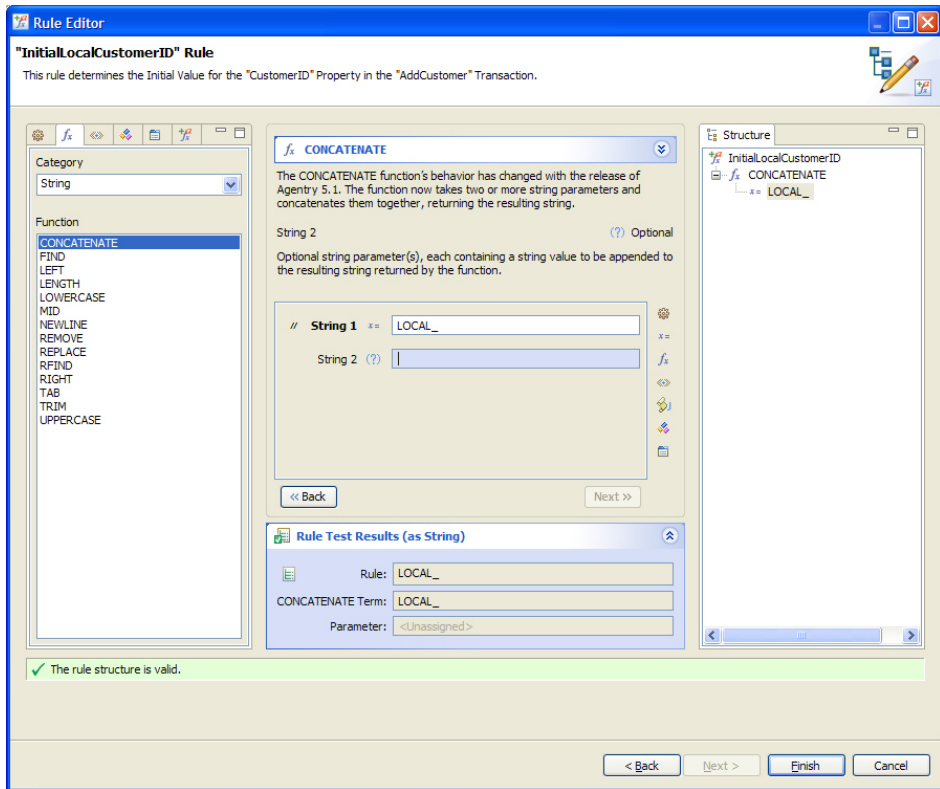 Rule Editor
"InitialLocalCustomerID" Rule
This rule determines the Initial Value for the "CustomerID" Property in the "AddCustomer" Transaction.
Category
String
Function
CONCATENATE
FIND
LEFT
LENGTH
LOWERCASE
MID
NEWLINE
REMOVE
REPLACE
RFIND
RIGHT
TAB
TRIM
UPPERCASE
fx CONCATENATE
The CONCATENATE function's behavior has changed with the release of
Agentry 5.1. The function now takes two or more string parameters and
concatenates them together, returning the resulting string.
String 2 (?) Optional
Optional string parameter(s), each containing a string value to be appended to
the resulting string returned by the function.
// String 1 x= LOCAL_
String 2 (?)
x=
fx
<< Back
Next >>
Rule Test Results (as String)
Rule: LOCAL_
CONCATENATE Term: LOCAL_
Parameter: <Unassigned>
Structure
InitialLocalCustomerID
fx CONCATENATE
x= LOCAL_
The rule structure is valid.
< Back
Next >
Finish
Cancel